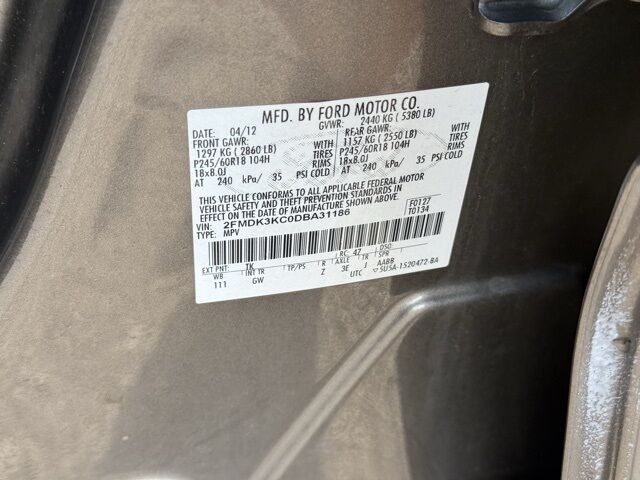 MFD. BY FORD MOTOR CO.
DATE: 04/12 GVWR: 2440 KG ( 5380 LB)
FRONT GAWR: REAR GAWR:
1297 KG ( 2860 LB) 1157 KG ( 2550 LB)
P245/60R18 104H TIRES P245/60R18 104H TIRES
18x8.0J RIMS 18x8.0J RIMS
AT 240 kPa/ 35 PSI COLD AT 240 kPa/ 35 PSI COLD
THIS VEHICLE CONFORMS TO ALL APPLICABLE FEDERAL MOTOR
VEHICLE SAFETY AND THEFT PREVENTION STANDARDS IN
EFFECT ON THE DATE OF MANUFACTURE SHOWN ABOVE.
VIN: 2FMDK3KC0DBA31186 F0127
TYPE: MPV T0134
EXT PNT: TK RC: 47 DSO:
WB INT TR TP/PS R AXLE TR SPR
111 GW Z 3E J AABB
UTC 5U5A-1520472-BA